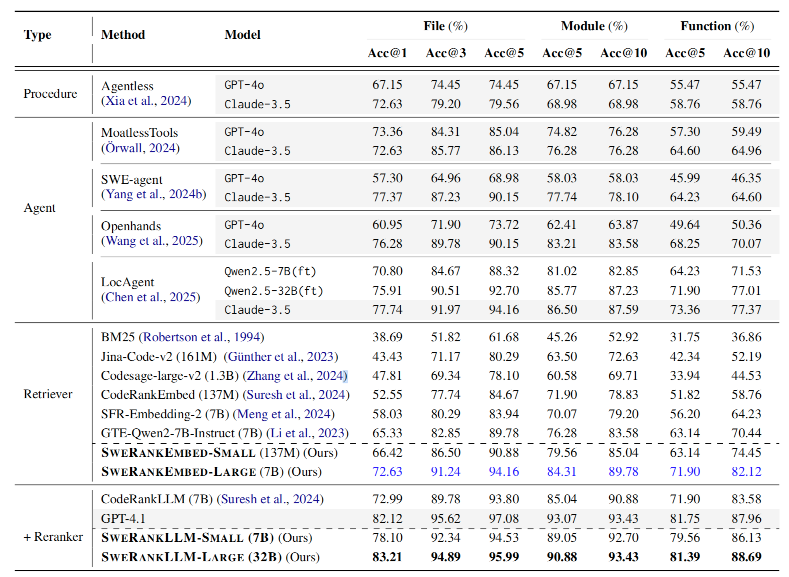 Type Method Model File (%) Module (%) Function (%)
Acc@1 Acc@3 Acc@5 Acc@5 Acc@10 Acc@5 Acc@10
Procedure Agentless (Xia et al., 2024) GPT-4o 67.15 74.45 74.45 67.15 67.15 55.47 55.47
Claude-3.5 72.63 79.20 79.56 68.98 68.98 58.76 58.76
Agent MoatlessTools (Örwall, 2024) GPT-4o 73.36 84.31 85.04 74.82 76.28 57.30 59.49
Claude-3.5 72.63 85.77 86.13 76.28 76.28 64.60 64.96
SWE-agent (Yang et al., 2024b) GPT-4o 57.30 64.96 68.98 58.03 58.03 45.99 46.35
Claude-3.5 77.37 87.23 90.15 77.74 78.10 64.23 64.60
Openhands (Wang et al., 2025) GPT-4o 60.95 71.90 73.72 62.41 63.87 49.64 50.36
Claude-3.5 76.28 89.78 90.15 83.21 83.58 68.25 70.07
LocAgent (Chen et al., 2025) Qwen2.5-7B(ft) 70.80 84.67 88.32 81.02 82.85 64.23 71.53
Qwen2.5-32B(ft) 75.91 90.51 92.70 85.77 87.23 71.90 77.01
Claude-3.5 77.74 91.97 94.16 86.50 87.59 73.36 77.37
Retriever BM25 (Robertson et al., 1994) 38.69 51.82 61.68 45.26 52.92 31.75 36.86
Jina-Code-v2 (161M) (Günther et al., 2023) 43.43 71.17 80.29 63.50 72.63 42.34 52.19
Codesage-large-v2 (1.3B) (Zhang et al., 2024) 47.81 69.34 78.10 60.58 69.71 33.94 44.53
CodeRankEmbed (137M) (Suresh et al., 2024) 52.55 77.74 84.67 71.90 78.83 51.82 58.76
SFR-Embedding-2 (7B) (Meng et al., 2024) 58.03 80.29 83.94 70.07 79.20 56.20 64.23
GTE-Qwen2-7B-Instruct (7B) (Li et al., 2023) 65.33 82.85 89.78 76.28 83.58 63.14 70.44
SWERANKEMBED-SMALL (137M) (Ours) 66.42 86.50 90.88 79.56 85.04 63.14 74.45
SWERANKEMBED-LARGE (7B) (Ours) 72.63 91.24 94.16 84.31 89.78 71.90 82.12
+ Reranker CodeRankLLM (7B) (Suresh et al., 2024) 72.99 89.78 93.80 85.04 90.88 71.90 83.58
GPT-4.1 82.12 95.62 97.08 93.07 93.43 81.75 87.96
SWERANKLLM-SMALL (7B) (Ours) 78.10 92.34 94.53 89.05 92.70 79.56 86.13
SWERANKLLM-LARGE (32B) (Ours) 83.21 94.89 95.99 90.88 93.43 81.39 88.69